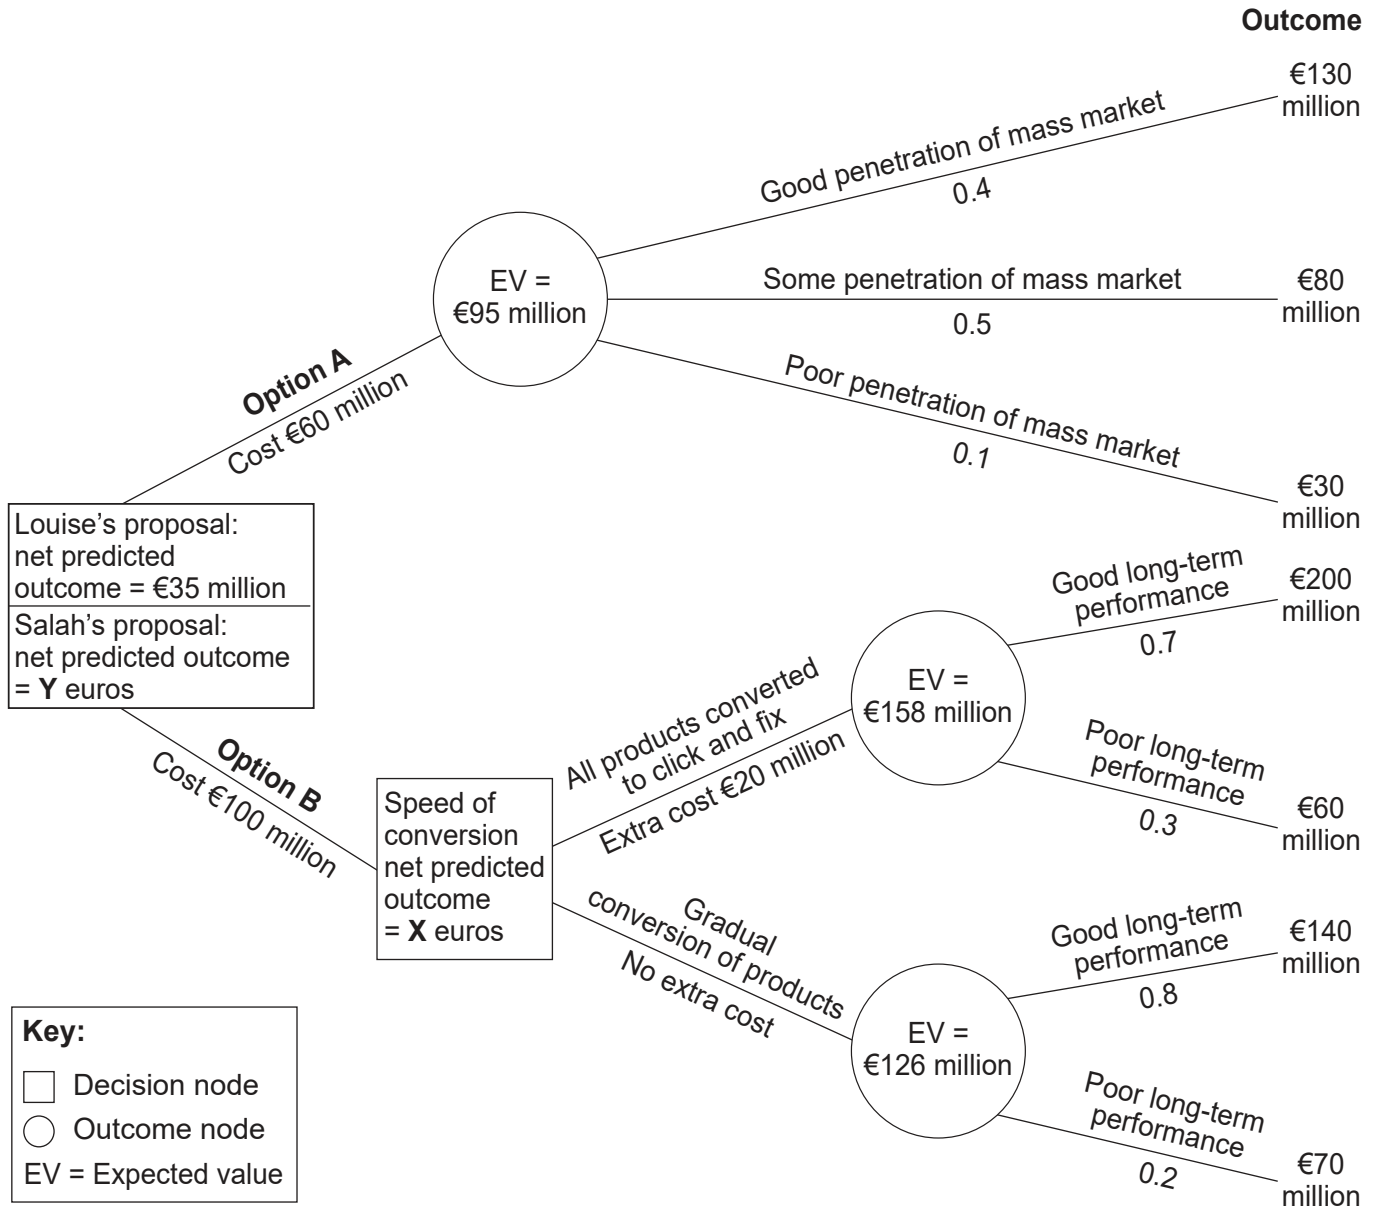 Outcome
€130
million
Good penetration of mass market
0.4
EV =
€95 million
Some penetration of mass market
0.5
€80
million
Poor penetration of mass market
0.1
€30
million
Option A
Cost €60 million
Louise’s proposal:
net predicted
outcome = €35 million
Salah’s proposal:
net predicted outcome
= Y euros
Option B
Cost €100 million
Speed of
conversion
net predicted
outcome
= X euros
All products converted
to click and fix
Extra cost €20 million
EV =
€158 million
Good long-term
performance
0.7
€200
million
Poor long-term
performance
0.3
€60
million
Gradual
conversion of products
No extra cost
EV =
€126 million
Good long-term
performance
0.8
€140
million
Poor long-term
performance
0.2
€70
million
Key:
Decision node
Outcome node
EV = Expected value